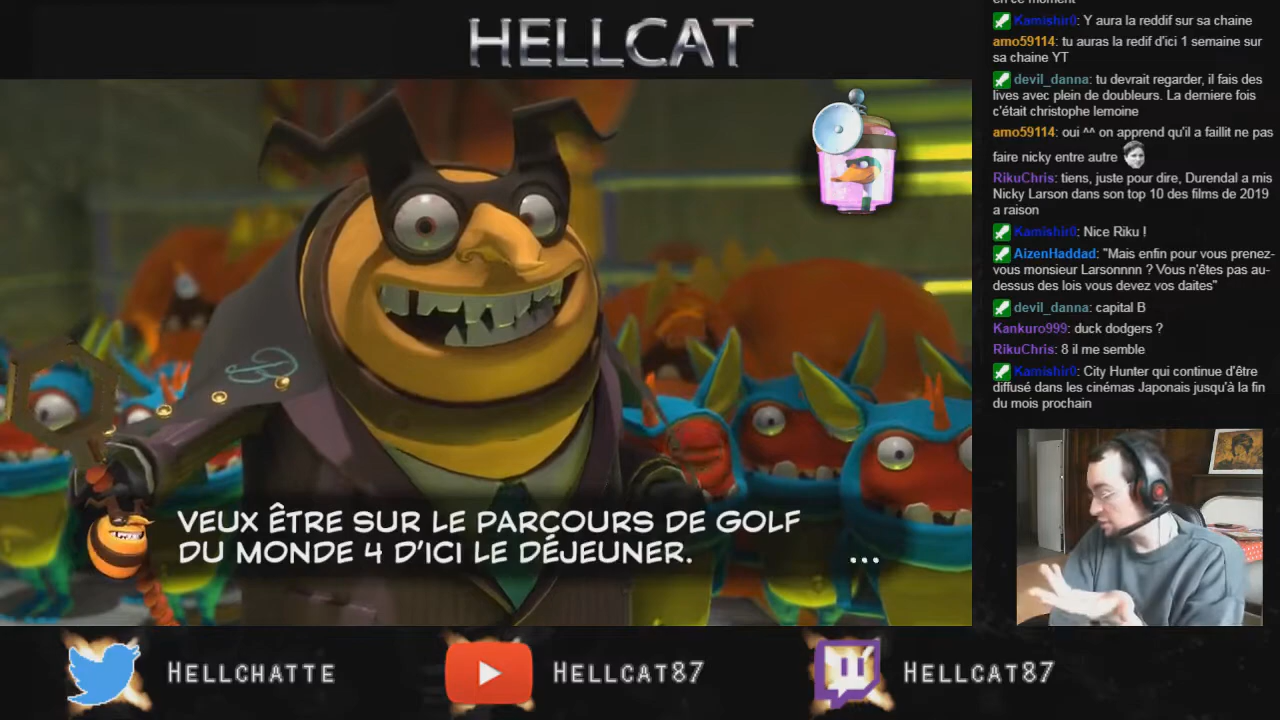 HELLCAT
VEUX ÊTRE SUR LE PARCOURS DE GOLF
DU MONDE 4 D'ICI LE DÉJEUNER.
...
en ce moment
Kamishir0: Y aura la reddif sur sa chaine
amo59114: tu auras la redif d'ici 1 semaine sur
sa chaine YT
devil_danna: tu devrait regarder, il fais des
lives avec plein de doubleurs. La derniere fois
c'était christophe lemoine
amo59114: oui ^^ on apprend qu'il a faillit ne pas
faire nicky entre autre
RikuChris: tiens, juste pour dire, Durendal a mis
Nicky Larson dans son top 10 des films de 2019
a raison
Kamishir0: Nice Riku !
AizenHaddad: "Mais enfin pour vous prenez-
vous monsieur Larsonnnn ? Vous n'êtes pas au-
dessus des lois vous devez vos daites"
devil_danna: capital B
Kankuro999: duck dodgers ?
RikuChris: 8 il me semble
Kamishir0: City Hunter qui continue d'être
diffusé dans les cinémas Japonais jusqu'à la fin
du mois prochain
HELLCHATTE
HELLCAT87
HELLCAT87